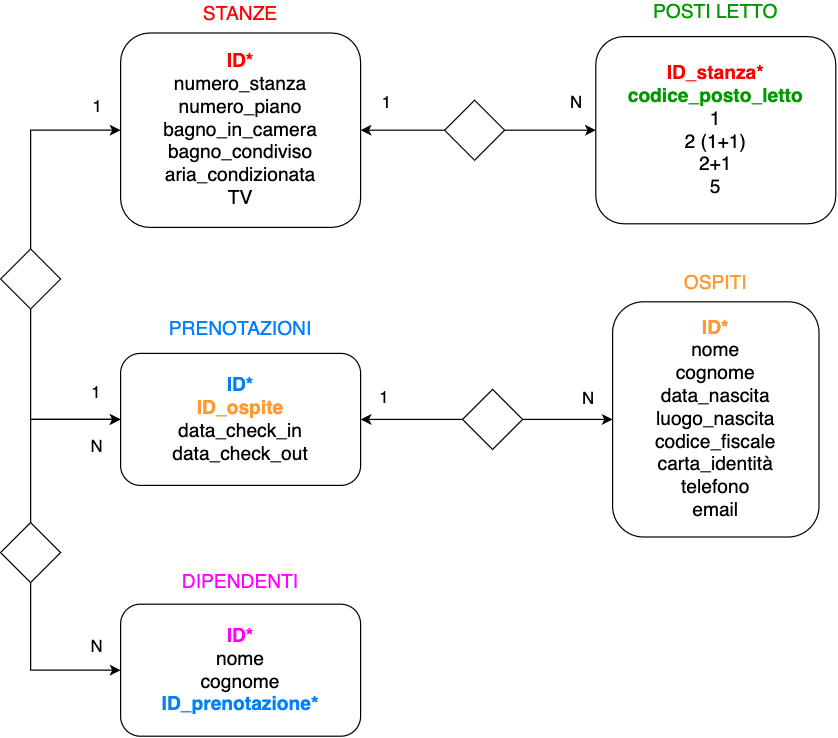 STANZE
ID*
numero_stanza
numero_piano
bagno_in_camera
bagno_condiviso
aria_condizionata
TV
1
1
N
POSTI LETTO
ID_stanza*
codice_posto_letto
1
2 (1+1)
2+1
5
PRENOTAZIONI
ID*
ID_ospite
data_check_in
data_check_out
1
N
1
N
OSPITI
ID*
nome
cognome
data_nascita
luogo_nascita
codice_fiscale
carta_identità
telefono
email
DIPENDENTI
ID*
nome
cognome
ID_prenotazione*
N